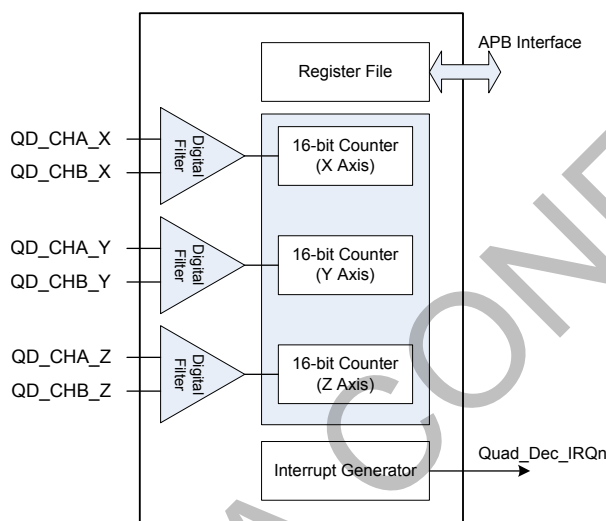 Register File
APB Interface
QD_CHA_X
QD_CHB_X
Digital
Filter
16-bit Counter
(X Axis)
QD_CHA_Y
QD_CHB_Y
Digital
Filter
16-bit Counter
(Y Axis)
QD_CHA_Z
QD_CHB_Z
Digital
Filter
16-bit Counter
(Z Axis)
Interrupt Generator
Quad_Dec_IRQn
A CONF